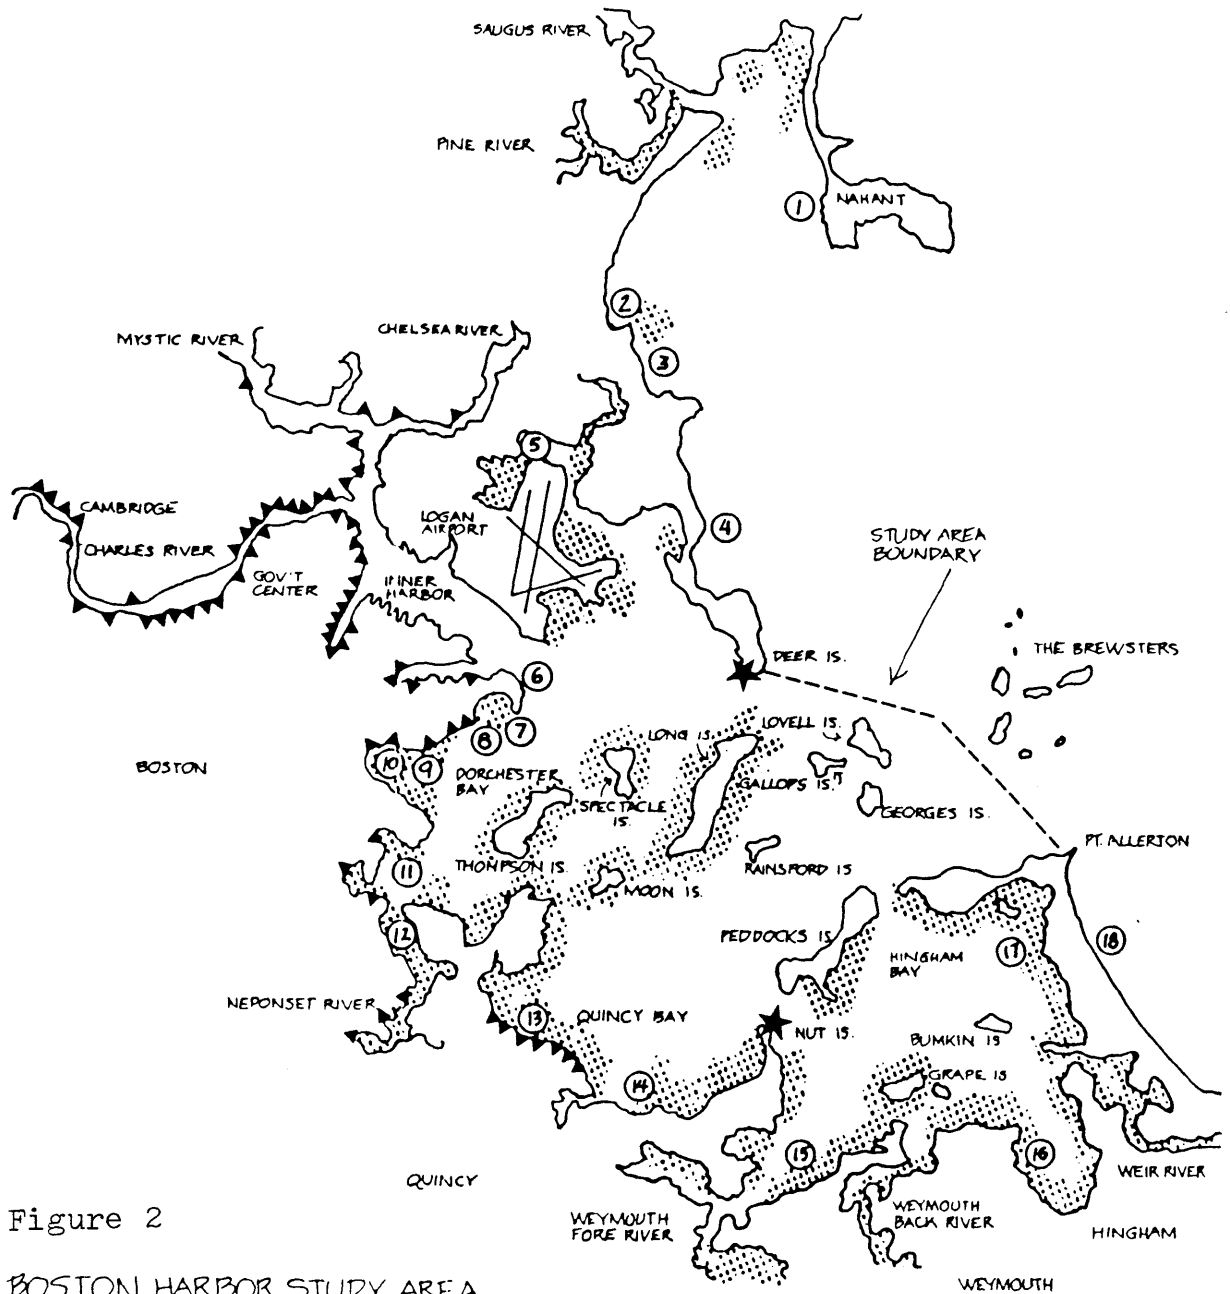 SAUGUS RIVER
PINE RIVER
1
NAHANT
2
MYSTIC RIVER
CHELSEA RIVER
3
5
CAMBRIDGE
LOGAN
AIRPORT
4
STUDY AREA
BOUNDARY
CHARLES RIVER
GOV'T
CENTER
INNER
HARBOR
THE BREWSTERS
DEER IS.
6
LOVELL IS.
7
8
LONG IS.
BOSTON
10
9
DORCHESTER
BAY
SPECTACLE
IS.
GALLOPS IS.
GEORGES IS.
PT. ALLERTON
11
THOMPSON IS.
MOON IS.
RAINSFORD IS
12
PEDDOCKS IS.
HINGHAM
BAY
17
18
NEPONSET RIVER
13
QUINCY BAY
NUT IS.
BUMKIN IS
14
GRAPE IS
15
16
WEIR RIVER
QUINCY
WEYMOUTH
FORE RIVER
WEYMOUTH
BACK RIVER
HINGHAM
Figure 2
BOSTON HARBOR STUDY AREA
WEYMOUTH